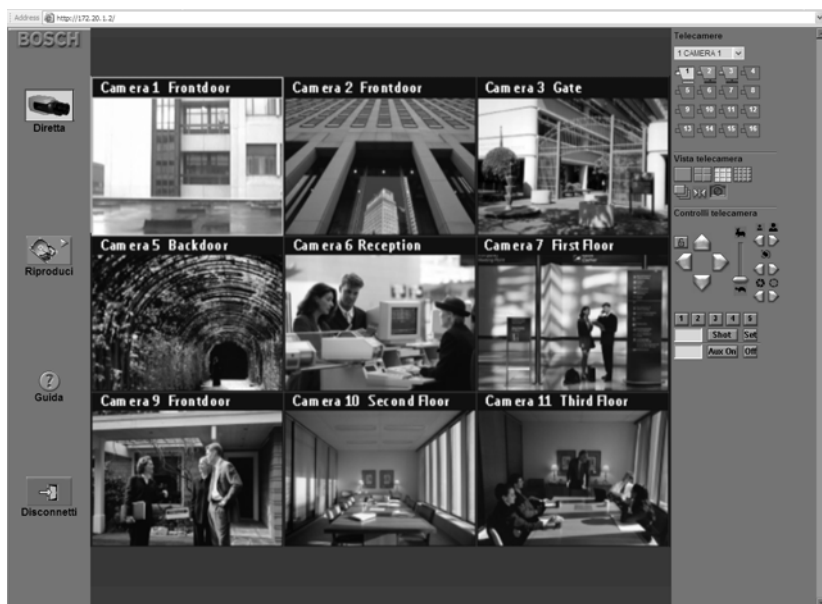 Address http://172.20.1.2/
BOSCH
Diretta
Riproduci
Guida
Disconnetti
Camera 1 Frontdoor
Camera 2 Frontdoor
Camera 3 Gate
Camera 5 Backdoor
Camera 6 Reception
Camera 7 First Floor
Camera 9 Frontdoor
Camera 10 Second Floor
Camera 11 Third Floor
Telecamere
1 CAMERA 1
1 2 3 4
5 6 7 8
9 10 11 12
13 14 15 16
Vista telecamera
Controlli telecamera
1 2 3 4 5
Shot Set
Aux On Off